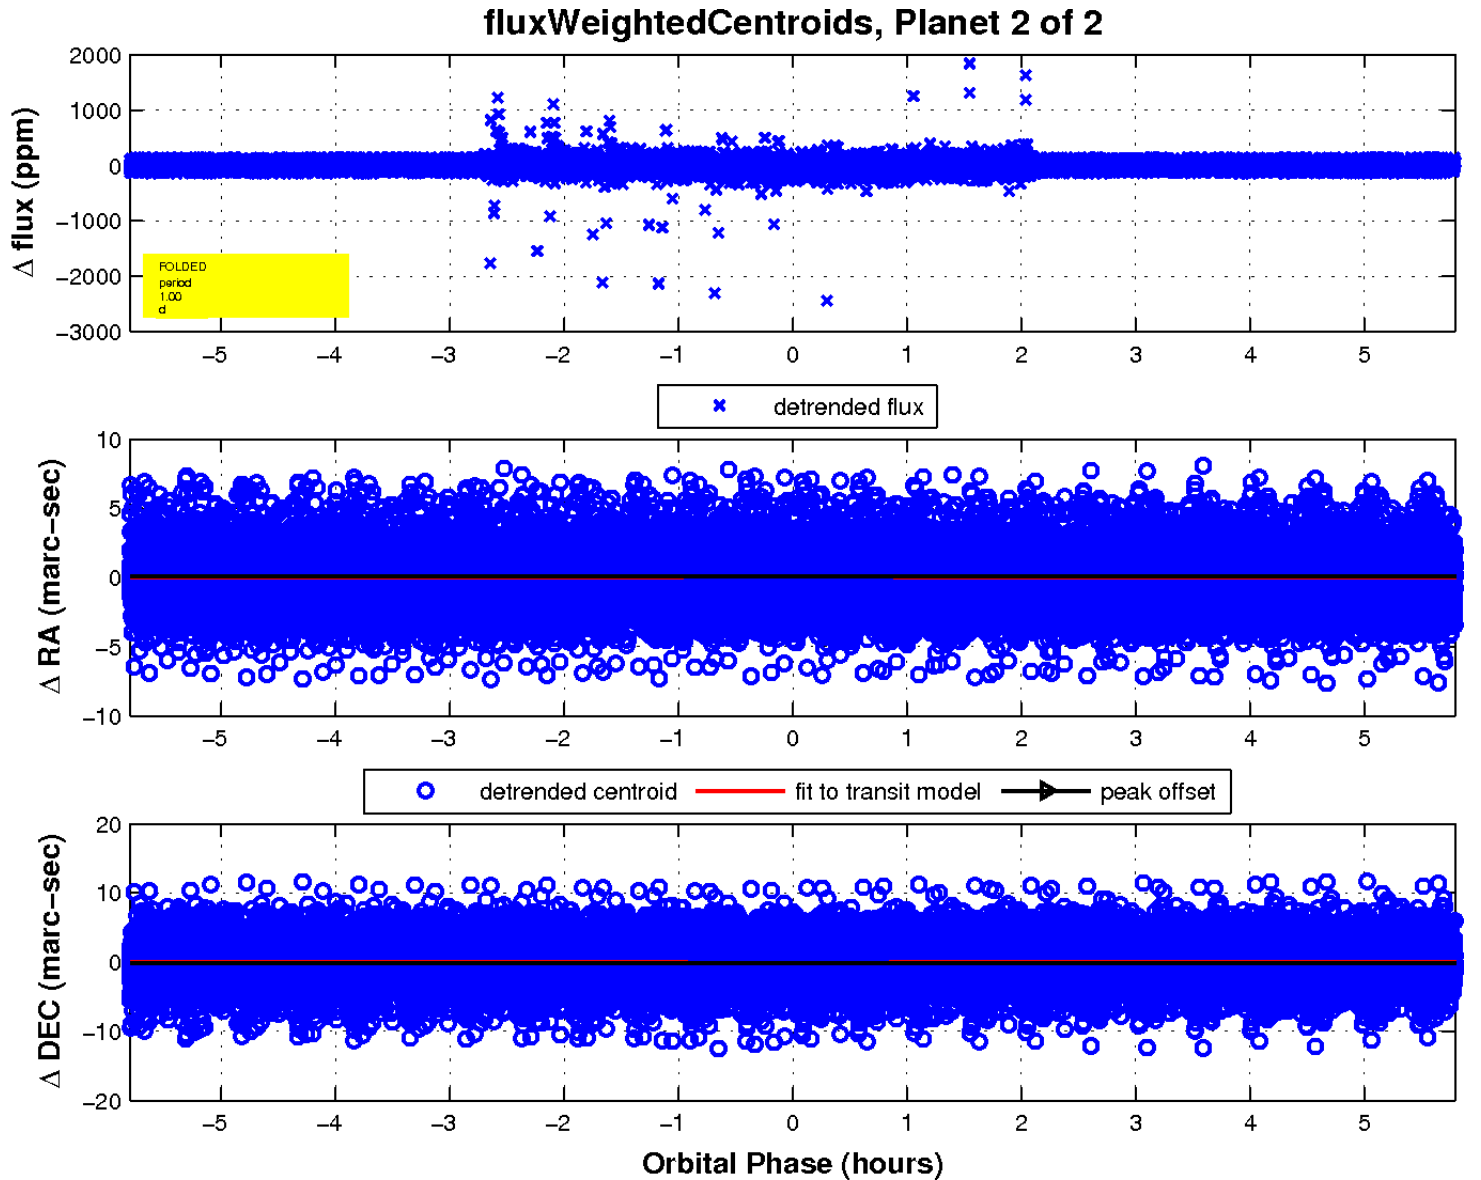 fluxWeightedCentroids, Planet 2 of 2
Δ flux (ppm)
2000
1000
0
−1000
−2000
−3000
FOLDED
period
1.00
d
−5 −4 −3 −2 −1 0 1 2 3 4 5
detrended flux
Δ RA (marc−sec)
10
5
0
−5
−10
−5 −4 −3 −2 −1 0 1 2 3 4 5
detrended centroid fit to transit model peak offset
Δ DEC (marc−sec)
20
10
0
−10
−20
−5 −4 −3 −2 −1 0 1 2 3 4 5
Orbital Phase (hours)